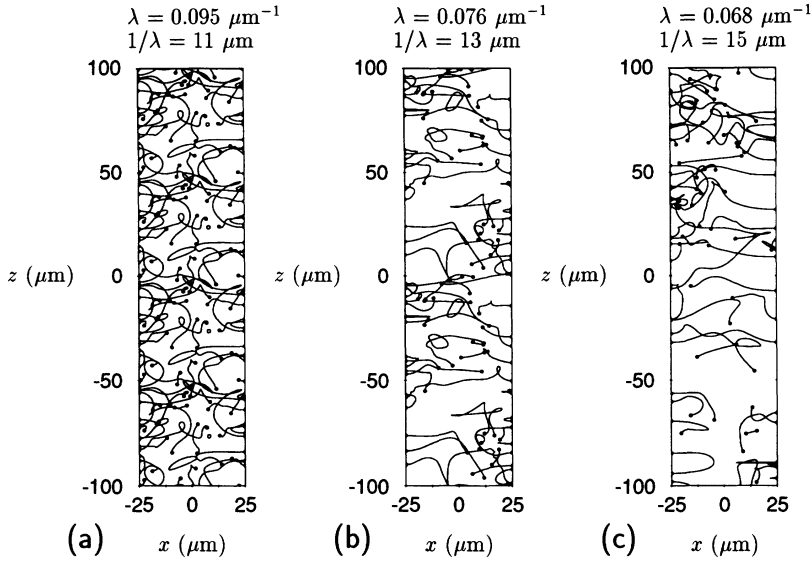 λ = 0.095 μm⁻¹
1/λ = 11 μm
λ = 0.076 μm⁻¹
1/λ = 13 μm
λ = 0.068 μm⁻¹
1/λ = 15 μm
100
50
z (μm) 0
-50
-100
-25 0 25
(a) x (μm)
100
50
z (μm) 0
-50
-100
-25 0 25
(b) x (μm)
100
50
z (μm) 0
-50
-100
-25 0 25
(c) x (μm)